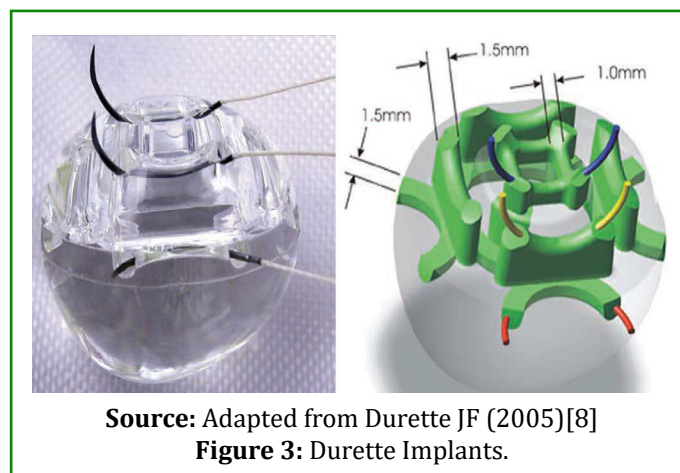 1.5mm
1.0mm
1.5mm
Source: Adapted from Durette JF (2005)[8]
Figure 3: Durette Implants.